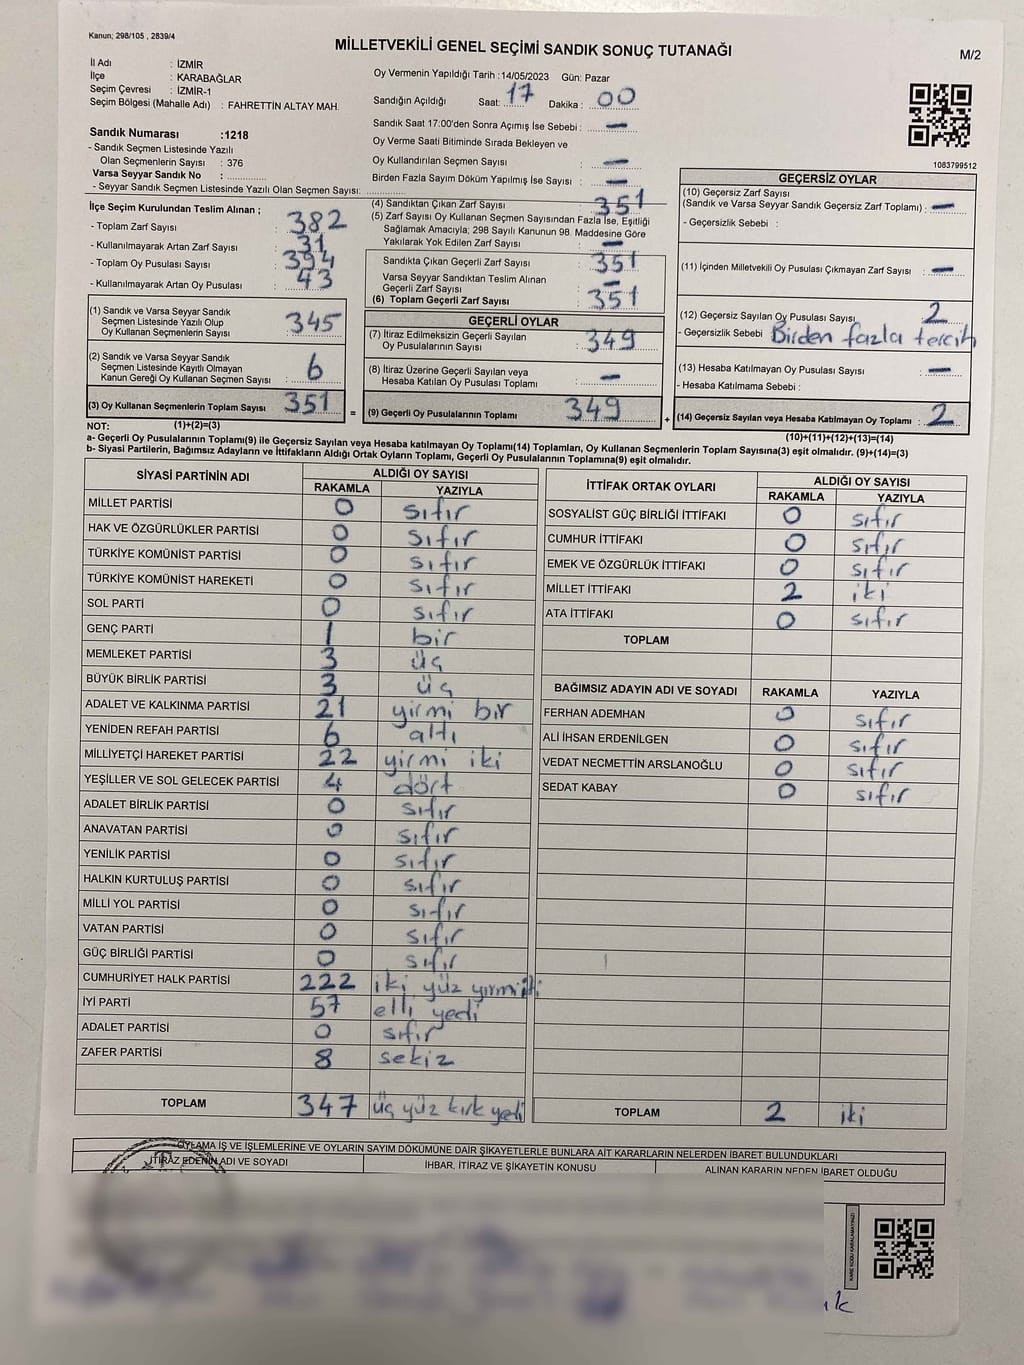 Kanun; 298/105 , 2839/4
MİLLETVEKİLİ GENEL SEÇİMİ SANDIK SONUÇ TUTANAĞI
M/2
İl Adı : İZMİR
İlçe : KARABAĞLAR
Seçim Çevresi : İZMİR-1
Seçim Bölgesi (Mahalle Adı) : FAHRETTİN ALTAY MAH.
Oy Vermenin Yapıldığı Tarih :14/05/2023 Gün: Pazar
Sandığın Açıldığı Saat: 17 Dakika : 00
Sandık Saat 17:00'den Sonra Açımış İse Sebebi : —
Oy Verme Saati Bitiminde Sırada Bekleyen ve
Oy Kullandırılan Seçmen Sayısı : —
Birden Fazla Sayım Döküm Yapılmış İse Sayısı : —
1083799512
Sandık Numarası :1218
- Sandık Seçmen Listesinde Yazılı
Olan Seçmenlerin Sayısı : 376
Varsa Seyyar Sandık No :
- Seyyar Sandık Seçmen Listesinde Yazılı Olan Seçmen Sayısı:
İlçe Seçim Kurulundan Teslim Alınan ;
- Toplam Zarf Sayısı : 382
- Kullanılmayarak Artan Zarf Sayısı : 31
- Toplam Oy Pusulası Sayısı : 394
- Kullanılmayarak Artan Oy Pusulası : 43
(4) Sandıktan Çıkan Zarf Sayısı : 351
(5) Zarf Sayısı Oy Kullanan Seçmen Sayısından Fazla İse, Eşitliği
Sağlamak Amacıyla; 298 Sayılı Kanunun 98. Maddesine Göre
Yakılarak Yok Edilen Zarf Sayısı : —
Sandıkta Çıkan Geçerli Zarf Sayısı : 351
Varsa Seyyar Sandıktan Teslim Alınan
Geçerli Zarf Sayısı : —
(6) Toplam Geçerli Zarf Sayısı : 351
GEÇERSİZ OYLAR
(10) Geçersiz Zarf Sayısı
(Sandık ve Varsa Seyyar Sandık Geçersiz Zarf Toplamı) : —
- Geçersizlik Sebebi :
(11) İçinden Milletvekili Oy Pusulası Çıkmayan Zarf Sayısı : —
(12) Geçersiz Sayılan Oy Pusulası Sayısı : 2
- Geçersizlik Sebebi : Birden fazla tercih
(13) Hesaba Katılmayan Oy Pusulası Sayısı : —
- Hesaba Katılmama Sebebi :
(14) Geçersiz Sayılan veya Hesaba Katılmayan Oy Toplamı : 2
(10)+(11)+(12)+(13)=(14)
(1) Sandık ve Varsa Seyyar Sandık
Seçmen Listesinde Yazılı Olup
Oy Kullanan Seçmenlerin Sayısı : 345
(2) Sandık ve Varsa Seyyar Sandık
Seçmen Listesinde Kayıtlı Olmayan
Kanun Gereği Oy Kullanan Seçmen Sayısı : 6
(3) Oy Kullanan Seçmenlerin Toplam Sayısı : 351
=
GEÇERLİ OYLAR
(7) İtiraz Edilmeksizin Geçerli Sayılan
Oy Pusulalarının Sayısı : 349
(8) İtiraz Üzerine Geçerli Sayılan veya
Hesaba Katılan Oy Pusulası Toplamı : —
(9) Geçerli Oy Pusulalarının Toplamı : 349
+
NOT: (1)+(2)=(3)
a- Geçerli Oy Pusulalarının Toplamı(9) ile Geçersiz Sayılan veya Hesaba katılmayan Oy Toplamı(14) Toplamları, Oy Kullanan Seçmenlerin Toplam Sayısına(3) eşit olmalıdır. (9)+(14)=(3)
b- Siyasi Partilerin, Bağımsız Adayların ve İttifakların Aldığı Ortak Oyların Toplamı, Geçerli Oy Pusulalarının Toplamına(9) eşit olmalıdır.
SİYASİ PARTİNİN ADI ALDIĞI OY SAYISI
RAKAMLA YAZIYLA
MİLLET PARTİSİ 0 sıfır
HAK VE ÖZGÜRLÜKLER PARTİSİ 0 sıfır
TÜRKİYE KOMÜNİST PARTİSİ 0 sıfır
TÜRKİYE KOMÜNİST HAREKETİ 0 sıfır
SOL PARTİ 0 sıfır
GENÇ PARTİ 1 bir
MEMLEKET PARTİSİ 3 üç
BÜYÜK BİRLİK PARTİSİ 3 üç
ADALET VE KALKINMA PARTİSİ 21 yirmi bir
YENİDEN REFAH PARTİSİ 6 altı
MİLLİYETÇİ HAREKET PARTİSİ 22 yirmi iki
YEŞİLLER VE SOL GELECEK PARTİSİ 4 dört
ADALET BİRLİK PARTİSİ 0 sıfır
ANAVATAN PARTİSİ 0 sıfır
YENİLİK PARTİSİ 0 sıfır
HALKIN KURTULUŞ PARTİSİ 0 sıfır
MİLLİ YOL PARTİSİ 0 sıfır
VATAN PARTİSİ 0 sıfır
GÜÇ BİRLİĞİ PARTİSİ 0 sıfır
CUMHURİYET HALK PARTİSİ 222 iki yüz yirmi iki
İYİ PARTİ 57 elli yedi
ADALET PARTİSİ 0 sıfır
ZAFER PARTİSİ 8 sekiz
TOPLAM 347 üç yüz kırk yedi
İTTİFAK ORTAK OYLARI ALDIĞI OY SAYISI
RAKAMLA YAZIYLA
SOSYALİST GÜÇ BİRLİĞİ İTTİFAKI 0 sıfır
CUMHUR İTTİFAKI 0 sıfır
EMEK VE ÖZGÜRLÜK İTTİFAKI 0 sıfır
MİLLET İTTİFAKI 2 iki
ATA İTTİFAKI 0 sıfır
TOPLAM
BAĞIMSIZ ADAYIN ADI VE SOYADI RAKAMLA YAZIYLA
FERHAN ADEMHAN 0 sıfır
ALİ İHSAN ERDENİLGEN 0 sıfır
VEDAT NECMETTİN ARSLANOĞLU 0 sıfır
SEDAT KABAY 0 sıfır
TOPLAM 2 iki
OYLAMA İŞ VE İŞLEMLERİNE VE OYLARIN SAYIM DÖKÜMÜNE DAİR ŞİKAYETLERLE BUNLARA AİT KARARLARIN NELERDEN İBARET BULUNDUKLARI
İTİRAZ EDENİN ADI VE SOYADI İHBAR, İTİRAZ VE ŞİKAYETİN KONUSU ALINAN KARARIN NEDEN İBARET OLDUĞU
KARE KODU KARALAMAYINIZ!